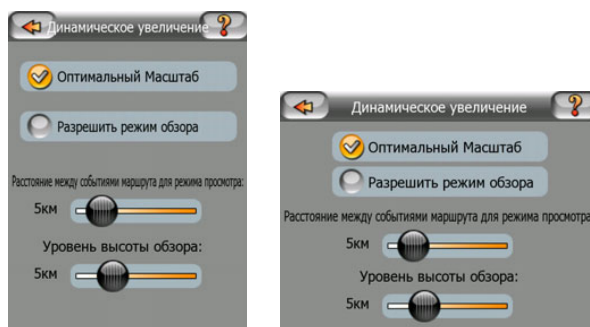 Динамическое увеличение
Оптимальный Масштаб
Разрешить режим обзора
Расстояние между событиями маршрута для режима просмотра:
5км
Уровень высоты обзора:
5км
Динамическое увеличение
Оптимальный Масштаб
Разрешить режим обзора
Расстояние между событиями маршрута для режима просмотра
5км
Уровень высоты обзора:
5км